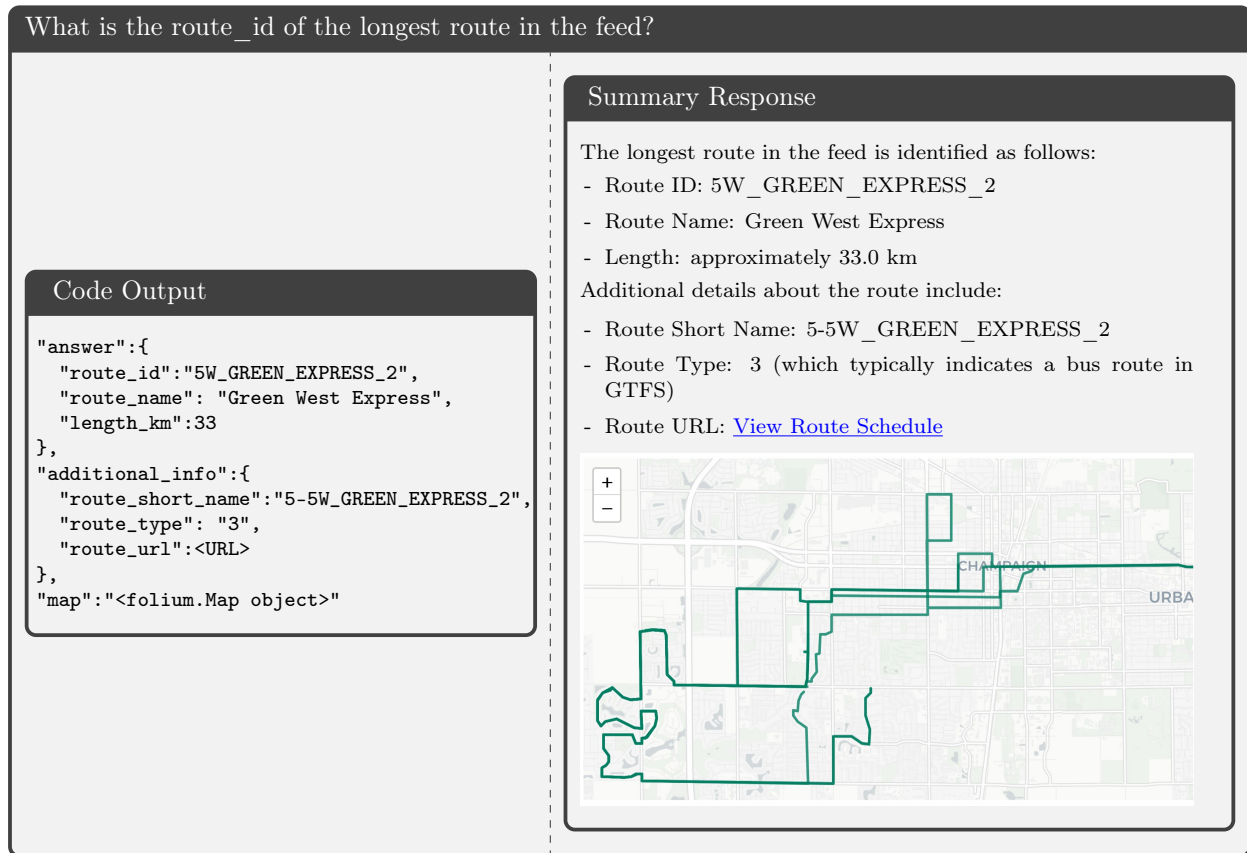 What is the route_id of the longest route in the feed?
Code Output
"answer":{
"route_id":"5W_GREEN_EXPRESS_2",
"route_name": "Green West Express",
"length_km":33
},
"additional_info":{
"route_short_name":"5-5W_GREEN_EXPRESS_2",
"route_type": "3",
"route_url":<URL>
},
"map":"<folium.Map object>"
Summary Response
The longest route in the feed is identified as follows:
- Route ID: 5W_GREEN_EXPRESS_2
- Route Name: Green West Express
- Length: approximately 33.0 km
Additional details about the route include:
- Route Short Name: 5-5W_GREEN_EXPRESS_2
- Route Type: 3 (which typically indicates a bus route in
GTFS)
- Route URL: View Route Schedule
+
−
CHAMPAIGN
URBA